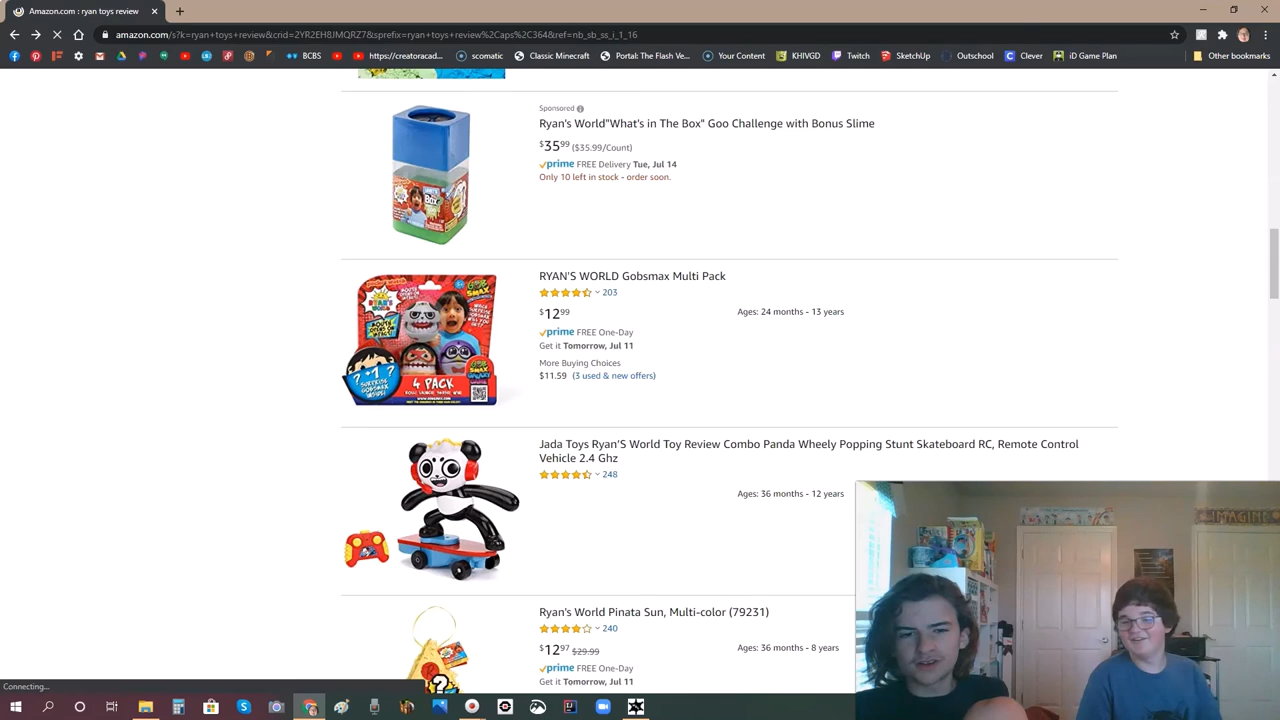 Amazon.com : ryan toys review
amazon.com/s?k=ryan+toys+review&crid=2YR2EH8JMQRZ7&sprefix=ryan+toys+review%2Caps%2C364&ref=nb_sb_ss_i_1_16
BCBS https://creatoracad... scomatic Classic Minecraft Portal: The Flash Ve... Your Content KHIVGD Twitch SketchUp Outschool Clever iD Game Plan Other bookmarks
Sponsored
Ryan's World"What's in The Box" Goo Challenge with Bonus Slime
$35.99 ($35.99/Count)
prime FREE Delivery Tue, Jul 14
Only 10 left in stock - order soon.
RYAN'S WORLD Gobsmax Multi Pack
203
$12.99
Ages: 24 months - 13 years
prime FREE One-Day
Get it Tomorrow, Jul 11
More Buying Choices
$11.59 (3 used & new offers)
4 PACK
Jada Toys Ryan'S World Toy Review Combo Panda Wheely Popping Stunt Skateboard RC, Remote Control
Vehicle 2.4 Ghz
248
Ages: 36 months - 12 years
Ryan's World Pinata Sun, Multi-color (79231)
240
$12.97 $29.99
Ages: 36 months - 8 years
prime FREE One-Day
Get it Tomorrow, Jul 11
IMAGINE
Connecting...